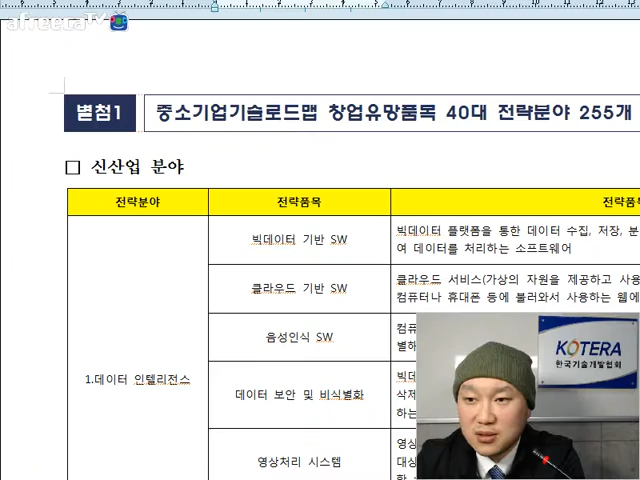 afreecaTV
별첨1
중소기업기술로드맵 창업유망품목 40대 전략분야 255개
□ 신산업 분야
전략분야 전략품목 전략품목
1.데이터 인텔리전스
빅데이터 기반 SW
빅데이터 플랫폼을 통한 데이터 수집, 저장, 분
여 데이터를 처리하는 소프트웨어
클라우드 기반 SW
클라우드 서비스(가상의 자원을 제공하고 사용
컴퓨터나 휴대폰 등에 불러와서 사용하는 웹에
음성인식 SW
컴퓨
별하
데이터 보안 및 비식별화
빅데
삭제
하는
영상처리 시스템
영상
대상
KOTERA
한국기술개발협회